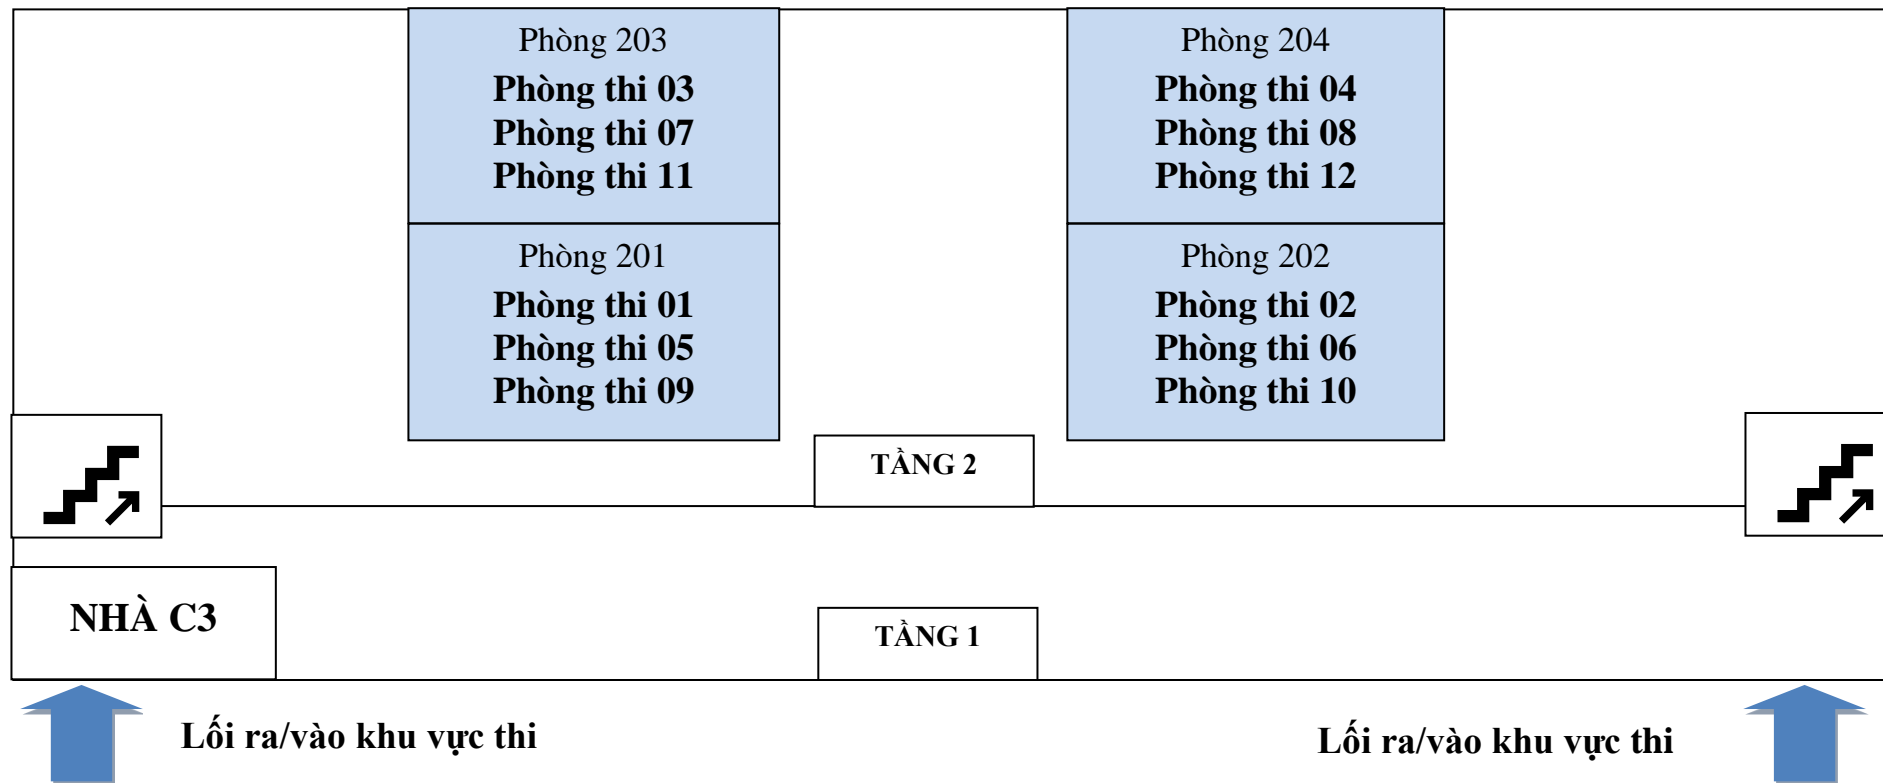 Phòng 203
Phòng thi 03
Phòng thi 07
Phòng thi 11
Phòng 204
Phòng thi 04
Phòng thi 08
Phòng thi 12
Phòng 201
Phòng thi 01
Phòng thi 05
Phòng thi 09
Phòng 202
Phòng thi 02
Phòng thi 06
Phòng thi 10
TẦNG 2
NHÀ C3
TẦNG 1
Lối ra/vào khu vực thi
Lối ra/vào khu vực thi